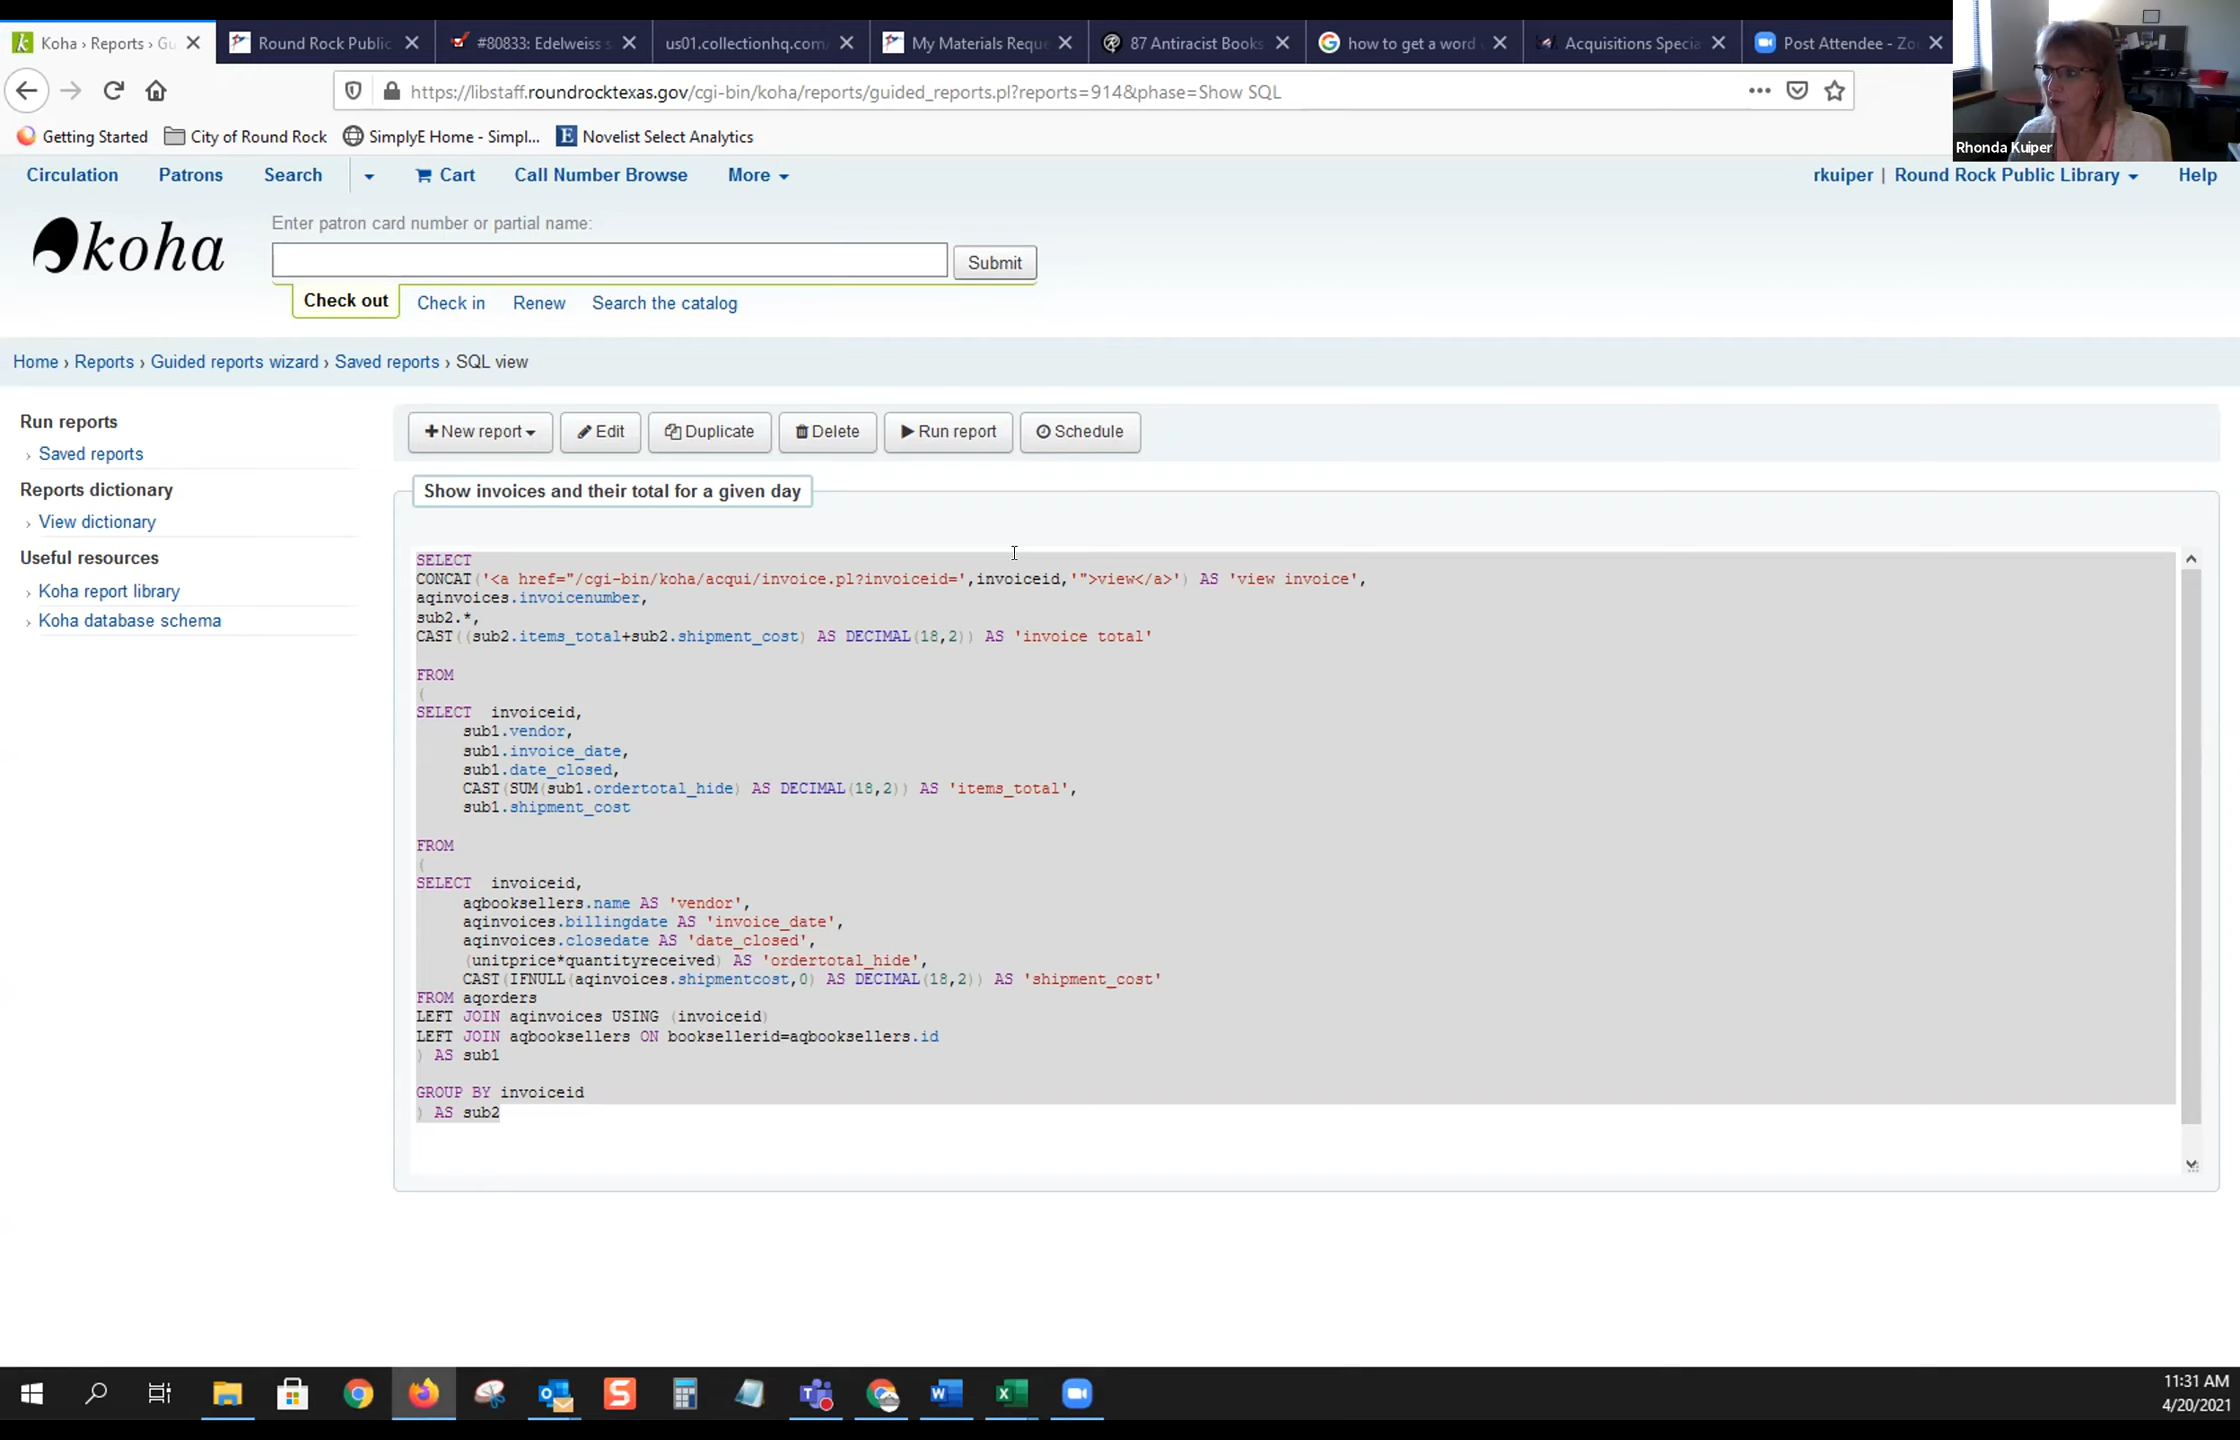 Koha › Reports › Gu
Round Rock Public
#80833: Edelweiss s
us01.collectionhq.com/
My Materials Reque
87 Antiracist Books
how to get a word
Acquisitions Specia
Post Attendee - Zo
https://libstaff.roundrocktexas.gov/cgi-bin/koha/reports/guided_reports.pl?reports=914&phase=Show SQL
Rhonda Kuiper
Getting Started
City of Round Rock
SimplyE Home - Simpl...
Novelist Select Analytics
Circulation Patrons Search Cart Call Number Browse More
rkuiper | Round Rock Public Library Help
koha
Enter patron card number or partial name:
Submit
Check out Check in Renew Search the catalog
Home › Reports › Guided reports wizard › Saved reports › SQL view
Run reports
› Saved reports
Reports dictionary
› View dictionary
Useful resources
› Koha report library
› Koha database schema
+New report Edit Duplicate Delete Run report Schedule
Show invoices and their total for a given day
SELECT
CONCAT('<a href="/cgi-bin/koha/acqui/invoice.pl?invoiceid=',invoiceid,'">view</a>') AS 'view invoice',
aqinvoices.invoicenumber,
sub2.*,
CAST((sub2.items_total+sub2.shipment_cost) AS DECIMAL(18,2)) AS 'invoice total'
FROM
(
SELECT invoiceid,
sub1.vendor,
sub1.invoice_date,
sub1.date_closed,
CAST(SUM(sub1.ordertotal_hide) AS DECIMAL(18,2)) AS 'items_total',
sub1.shipment_cost
FROM
(
SELECT invoiceid,
aqbooksellers.name AS 'vendor',
aqinvoices.billingdate AS 'invoice_date',
aqinvoices.closedate AS 'date_closed',
(unitprice*quantityreceived) AS 'ordertotal_hide',
CAST(IFNULL(aqinvoices.shipmentcost,0) AS DECIMAL(18,2)) AS 'shipment_cost'
FROM aqorders
LEFT JOIN aqinvoices USING (invoiceid)
LEFT JOIN aqbooksellers ON booksellerid=aqbooksellers.id
) AS sub1
GROUP BY invoiceid
) AS sub2
11:31 AM
4/20/2021